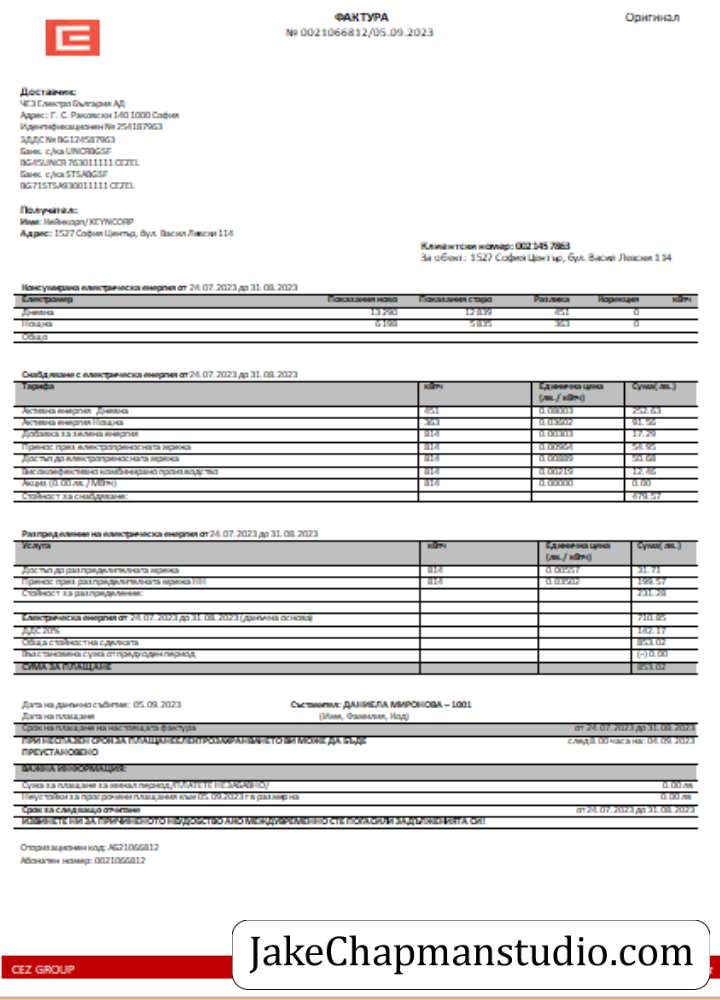 ФАКТУРА
Оригинал
№ 0021066812/05.09.2023
Доставчик:
ЧЕЗ Електро България АД
Адрес: Г. С. Раковски 140 1000 София
Идентификационен № 254187963
ЗДДС № BG124587963
Банк. с/ка UNCRBGSF
BG45UNCR 763011111 CEZEL
Банк. с/ка STSABGSF
BG71STSA930011111 CEZEL
Получател:
Име: Кейнкорп/ KEYNCORP
Адрес: 1527 София Център, бул. Васил Левски 114
Клиентски номер: 0021457863
За обект: 1527 София Център, бул. Васил Левски 114
Консумирана електрическа енергия от 24.07.2023 до 31.08.2023
Електромер Показания ново Показания старо Разлика Корекция кВтч
Дневна 13290 12839 451 0
Нощна 6198 5835 363 0
Общо
Снабдяване с електрическа енергия от 24.07.2023 до 31.08.2023
Тарифа кВтч Единична цена (лв./ кВтч) Сума( лв.)
Активна енергия Дневна 451 0.08003 252.63
Активна енергия Нощна 363 0.03602 91.56
Добавка за зелена енергия 814 0.00303 17.29
Пренос през електропреносната мрежа 814 0.00964 54.95
Достъп до електропреносната мрежа 814 0.00889 50.68
Високоефективно комбинирано производство 814 0.00219 12.46
Акциз (0.00 лв./ МВтч) 814 0.00000 0.00
Стойност за снабдяване: 479.57
Разпределение на електрическа енергия от 24.07.2023 до 31.08.2023
Услуга кВтч Единична цена (лв./ кВтч) Сума( лв.)
Достъп до разпределителната мрежа 814 0.00557 31.71
Пренос през разпределителната мрежа НН 814 0.03502 199.57
Стойност за разпределение: 231.28
Електрическа енергия от 24.07.2023 до 31.08.2023 (данъчна основа) 710.85
ДДС 20% 142.17
Обща стойност на сделката 853.02
Възстановена сума от предходен период (-) 0.00
СУМА ЗА ПЛАЩАНЕ 853.02
Дата на данъчно събитие: 05.09.2023 Съставител: ДАНИЕЛА МИРОНОВА – 1001
Дата на плащане (Име, Фамилия, Код)
Срок на плащане на настоящата фактура от 24.07.2023 до 31.08.2023
ПРИ НЕСПАЗЕН СРОК ЗА ПЛАЩАНЕ ЕЛЕНТРОЗАХРАНВАНЕТО ВИ МОЖЕ ДА БЪДЕ след 8.00 часа на: 04.09.2023
ПРЕУСТАНОВЕНО
ВАЖНА ИНФОРМАЦИЯ:
Сума за плащане за минал период/ПЛАТЕТЕ НЕЗАБАВНО/ 0.00 лв
Неустойки за просрочени плащания към 05.09.2023 г в размер на 0.00 лв
Срок за следващо отчитане от 24.07.2023 до 31.08.2023
ИЗВИНЕТЕ НИ ЗА ПРИЧИНЕНОТО НЕУДОБСТВО АКО МЕЖДУВРЕМЕННО СТЕ ПОГАСИЛИ ЗАДЪЛЖЕНИЯТА СИ!
Оторизационен код: АБ21066812
Абонатен номер: 0021066812
JakeChapmanstudio.com
CEZ GROUP